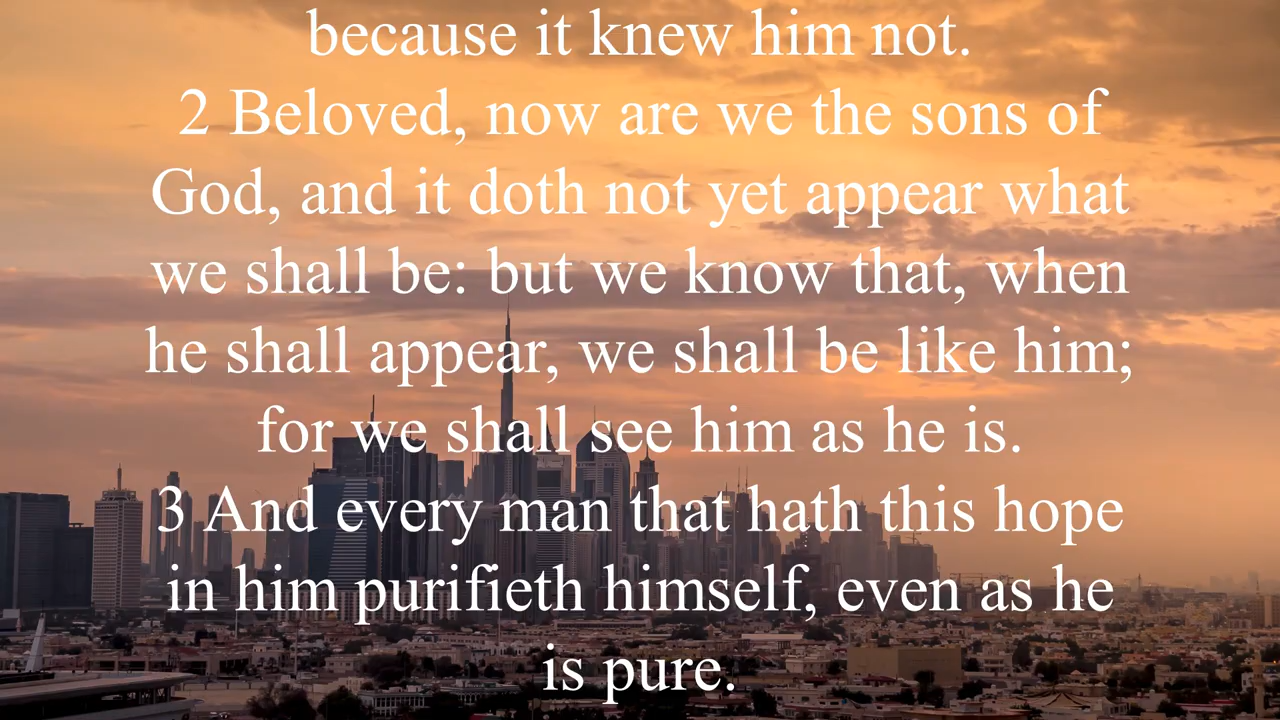 because it knew him not.
2 Beloved, now are we the sons of
God, and it doth not yet appear what
we shall be: but we know that, when
he shall appear, we shall be like him;
for we shall see him as he is.
3 And every man that hath this hope
in him purifieth himself, even as he
is pure.